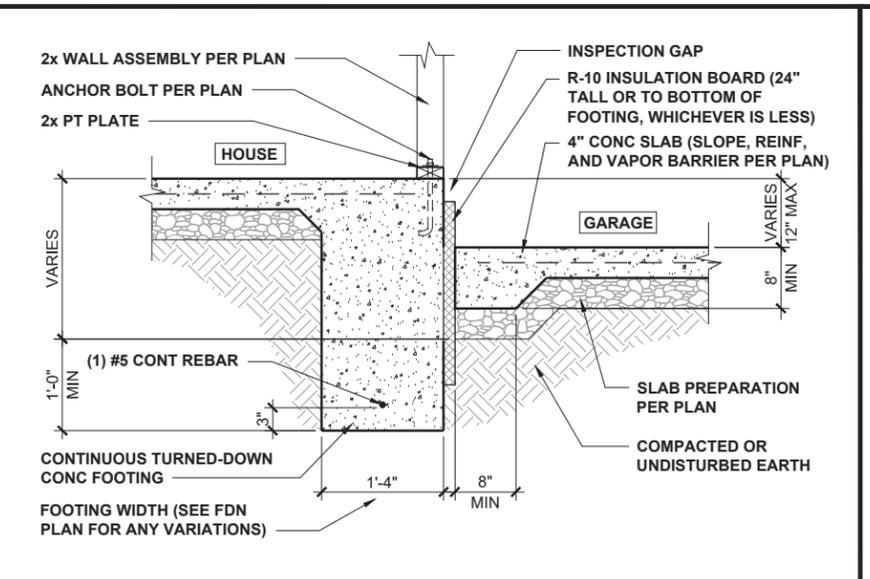 2x WALL ASSEMBLY PER PLAN
ANCHOR BOLT PER PLAN
2x PT PLATE
HOUSE
INSPECTION GAP
R-10 INSULATION BOARD (24"
TALL OR TO BOTTOM OF
FOOTING, WHICHEVER IS LESS)
4" CONC SLAB (SLOPE, REINF,
AND VAPOR BARRIER PER PLAN)
GARAGE
VARIES
12" MAX
8"
MIN
VARIES
1'-0"
MIN
(1) #5 CONT REBAR
3"
CONTINUOUS TURNED-DOWN
CONC FOOTING
FOOTING WIDTH (SEE FDN
PLAN FOR ANY VARIATIONS)
1'-4"
8"
MIN
SLAB PREPARATION
PER PLAN
COMPACTED OR
UNDISTURBED EARTH